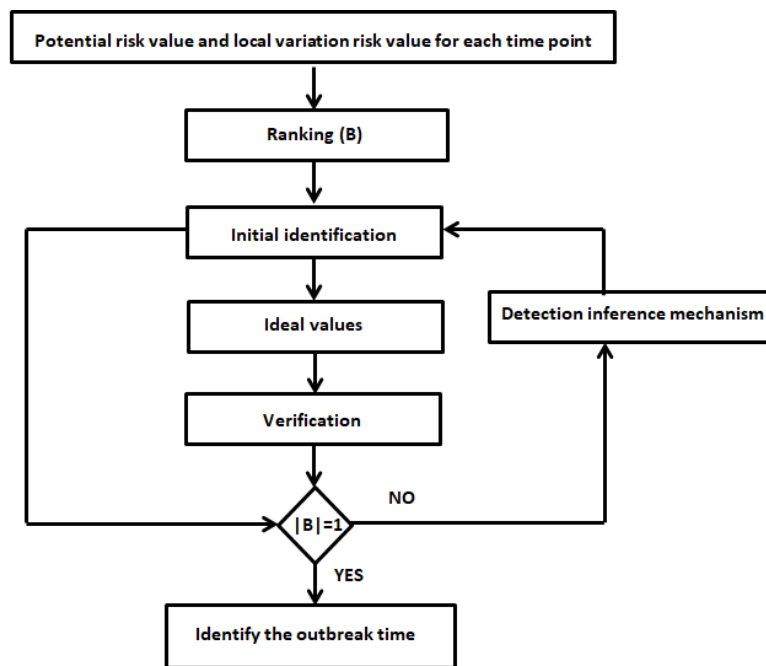 Potential risk value and local variation risk value for each time point
Ranking (B)
Initial identification
Ideal values
Detection inference mechanism
Verification
NO
|B|=1
YES
Identify the outbreak time